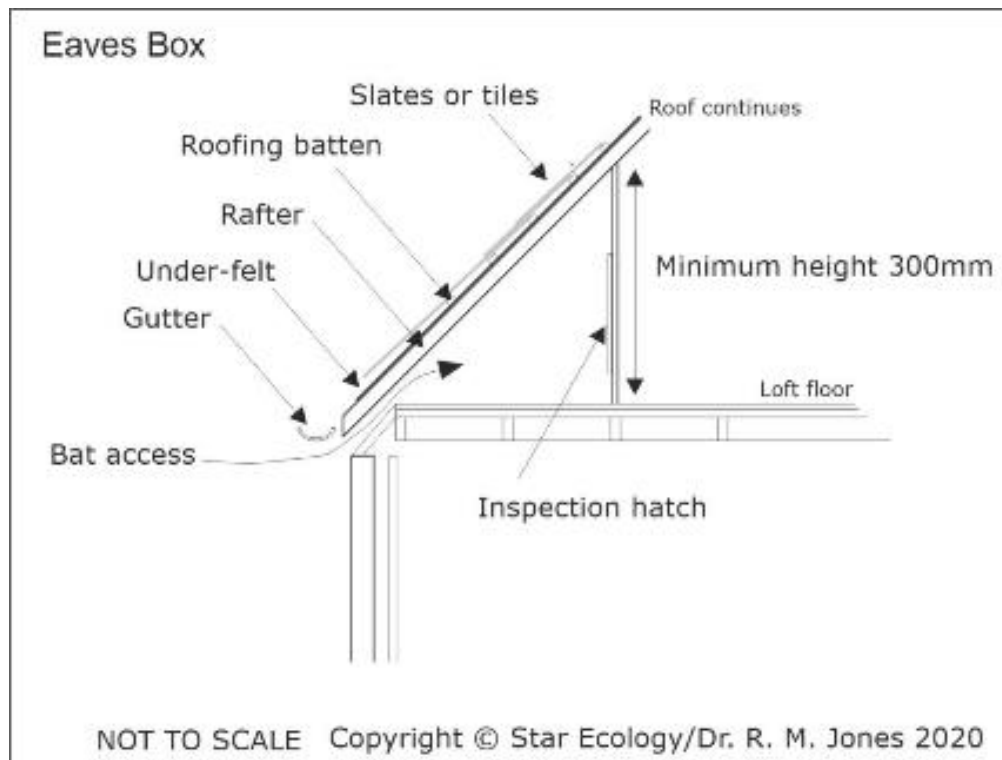 Eaves Box
Slates or tiles
Roof continues
Roofing batten
Rafter
Under-felt
Minimum height 300mm
Gutter
Loft floor
Bat access
Inspection hatch
NOT TO SCALE Copyright © Star Ecology/Dr. R. M. Jones 2020